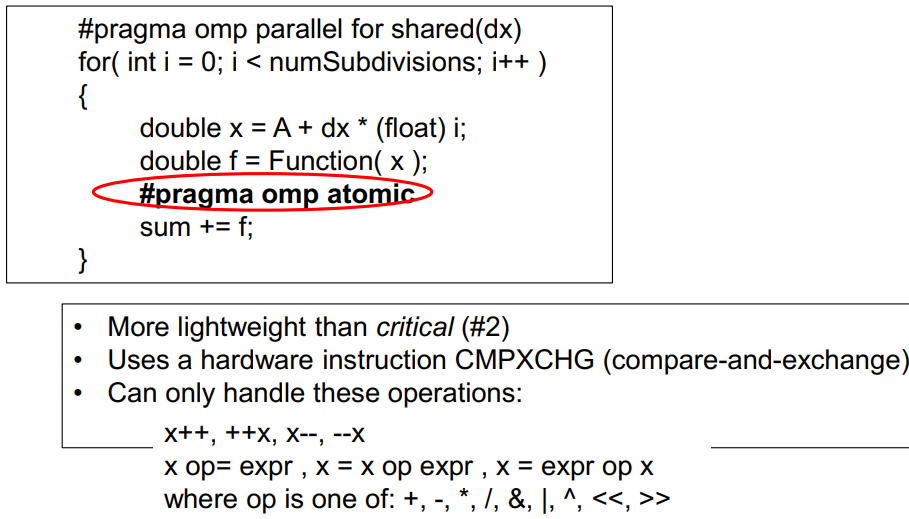 #pragma omp parallel for shared(dx)
for( int i = 0; i < numSubdivisions; i++ )
{
double x = A + dx * (float) i;
double f = Function( x );
#pragma omp atomic
sum += f;
}
• More lightweight than critical (#2)
• Uses a hardware instruction CMPXCHG (compare-and-exchange)
• Can only handle these operations:
x++, ++x, x--, --x
x op= expr , x = x op expr , x = expr op x
where op is one of: +, -, *, /, &, |, ^, <<, >>